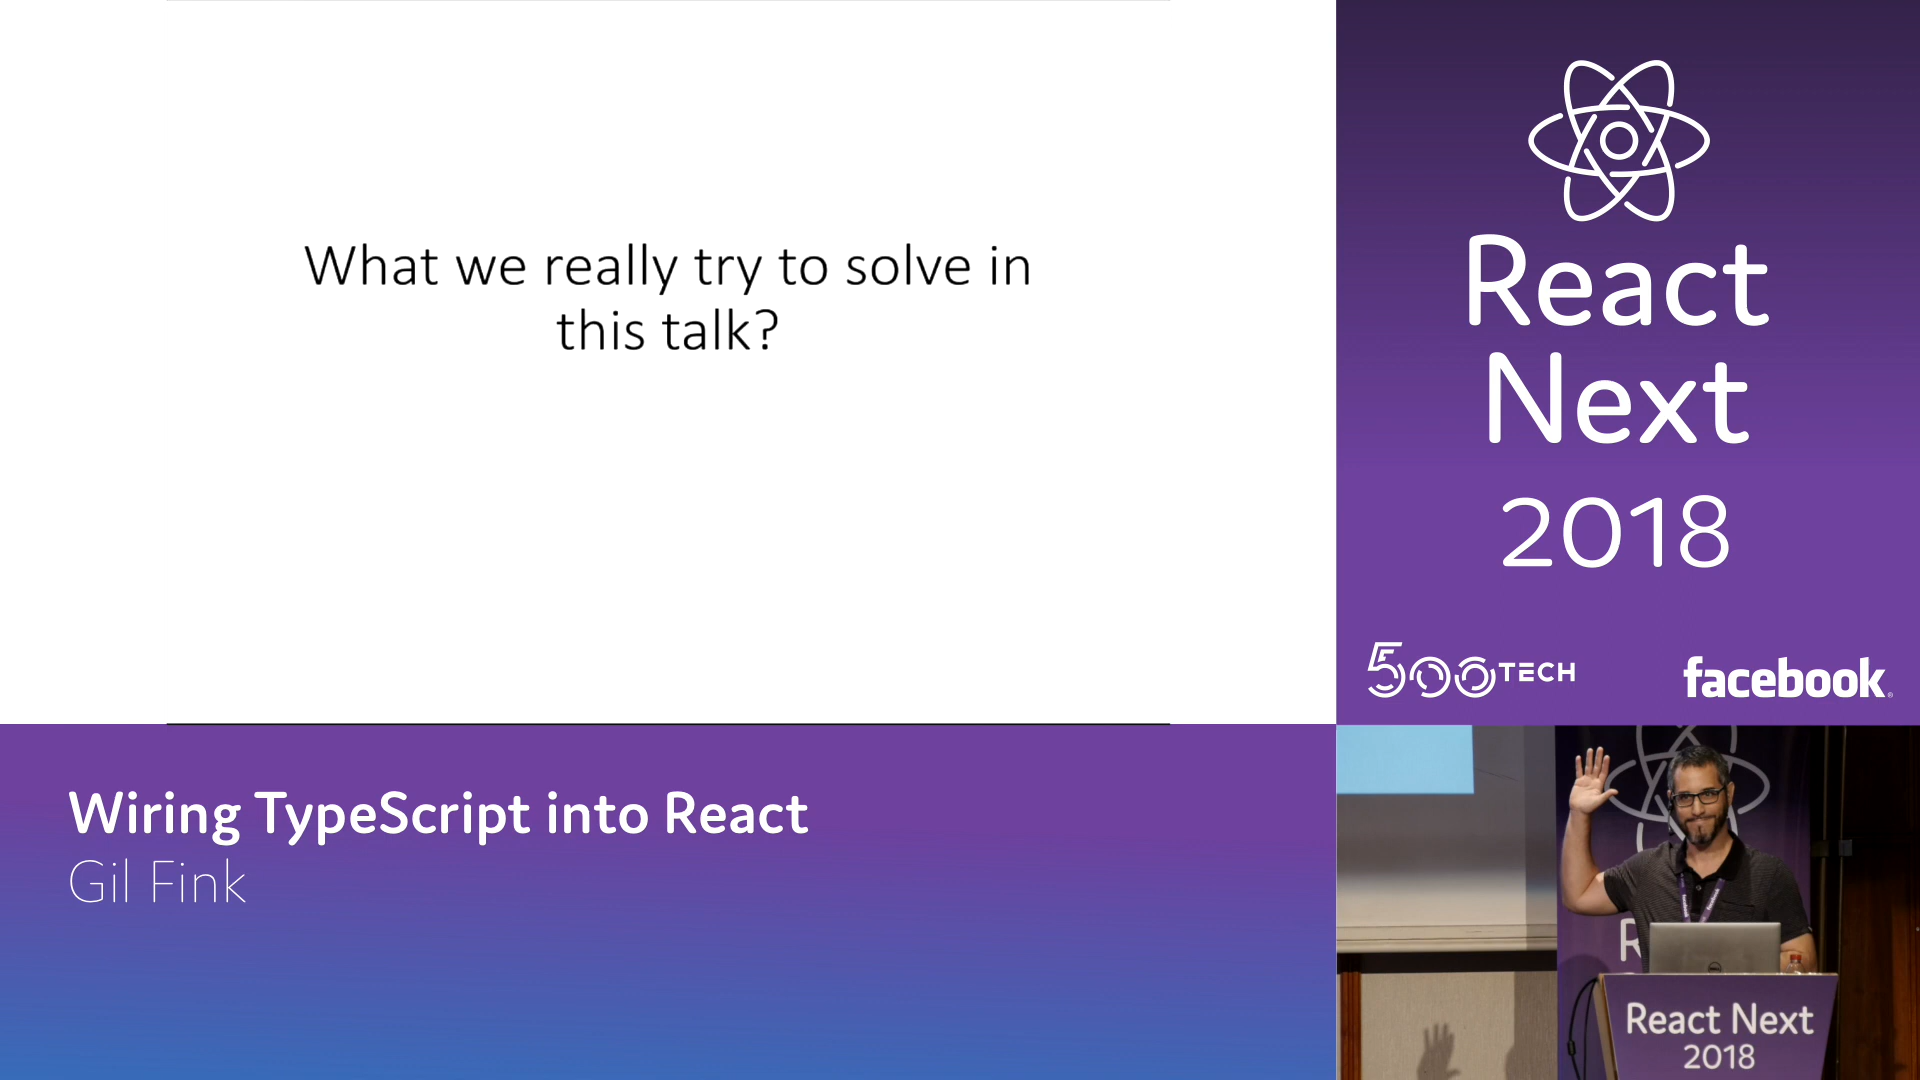 What we really try to solve in
this talk?
React
Next
2018
500TECH
facebook
Wiring TypeScript into React
Gil Fink
React Next
2018